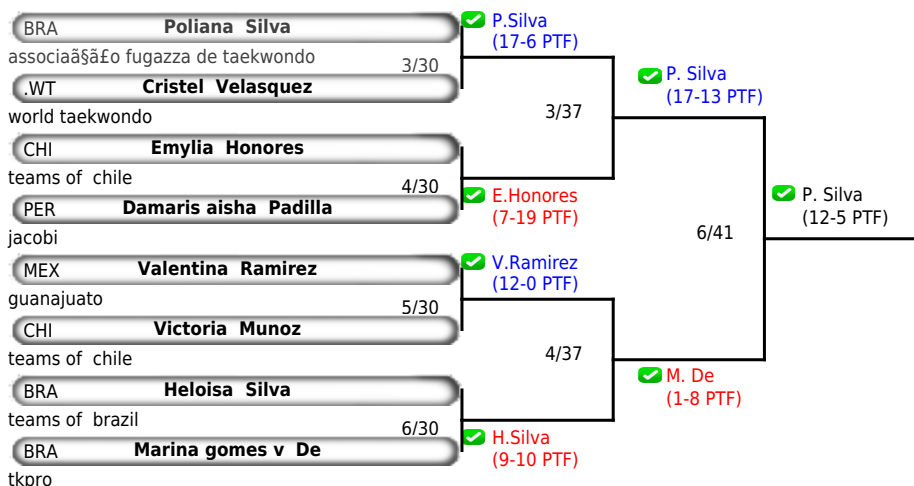 BRA Poliana Silva
associaã§ã£o fugazza de taekwondo
3/30
.WT Cristel Velasquez
world taekwondo
CHI Emylia Honores
teams of chile
4/30
PER Damaris aisha Padilla
jacobi
MEX Valentina Ramirez
guanajuato
5/30
CHI Victoria Munoz
teams of chile
BRA Heloisa Silva
teams of brazil
6/30
BRA Marina gomes v De
tkpro
P.Silva
(17-6 PTF)
3/37
E.Honores
(7-19 PTF)
V.Ramirez
(12-0 PTF)
4/37
H.Silva
(9-10 PTF)
P. Silva
(17-13 PTF)
6/41
M. De
(1-8 PTF)
P. Silva
(12-5 PTF)